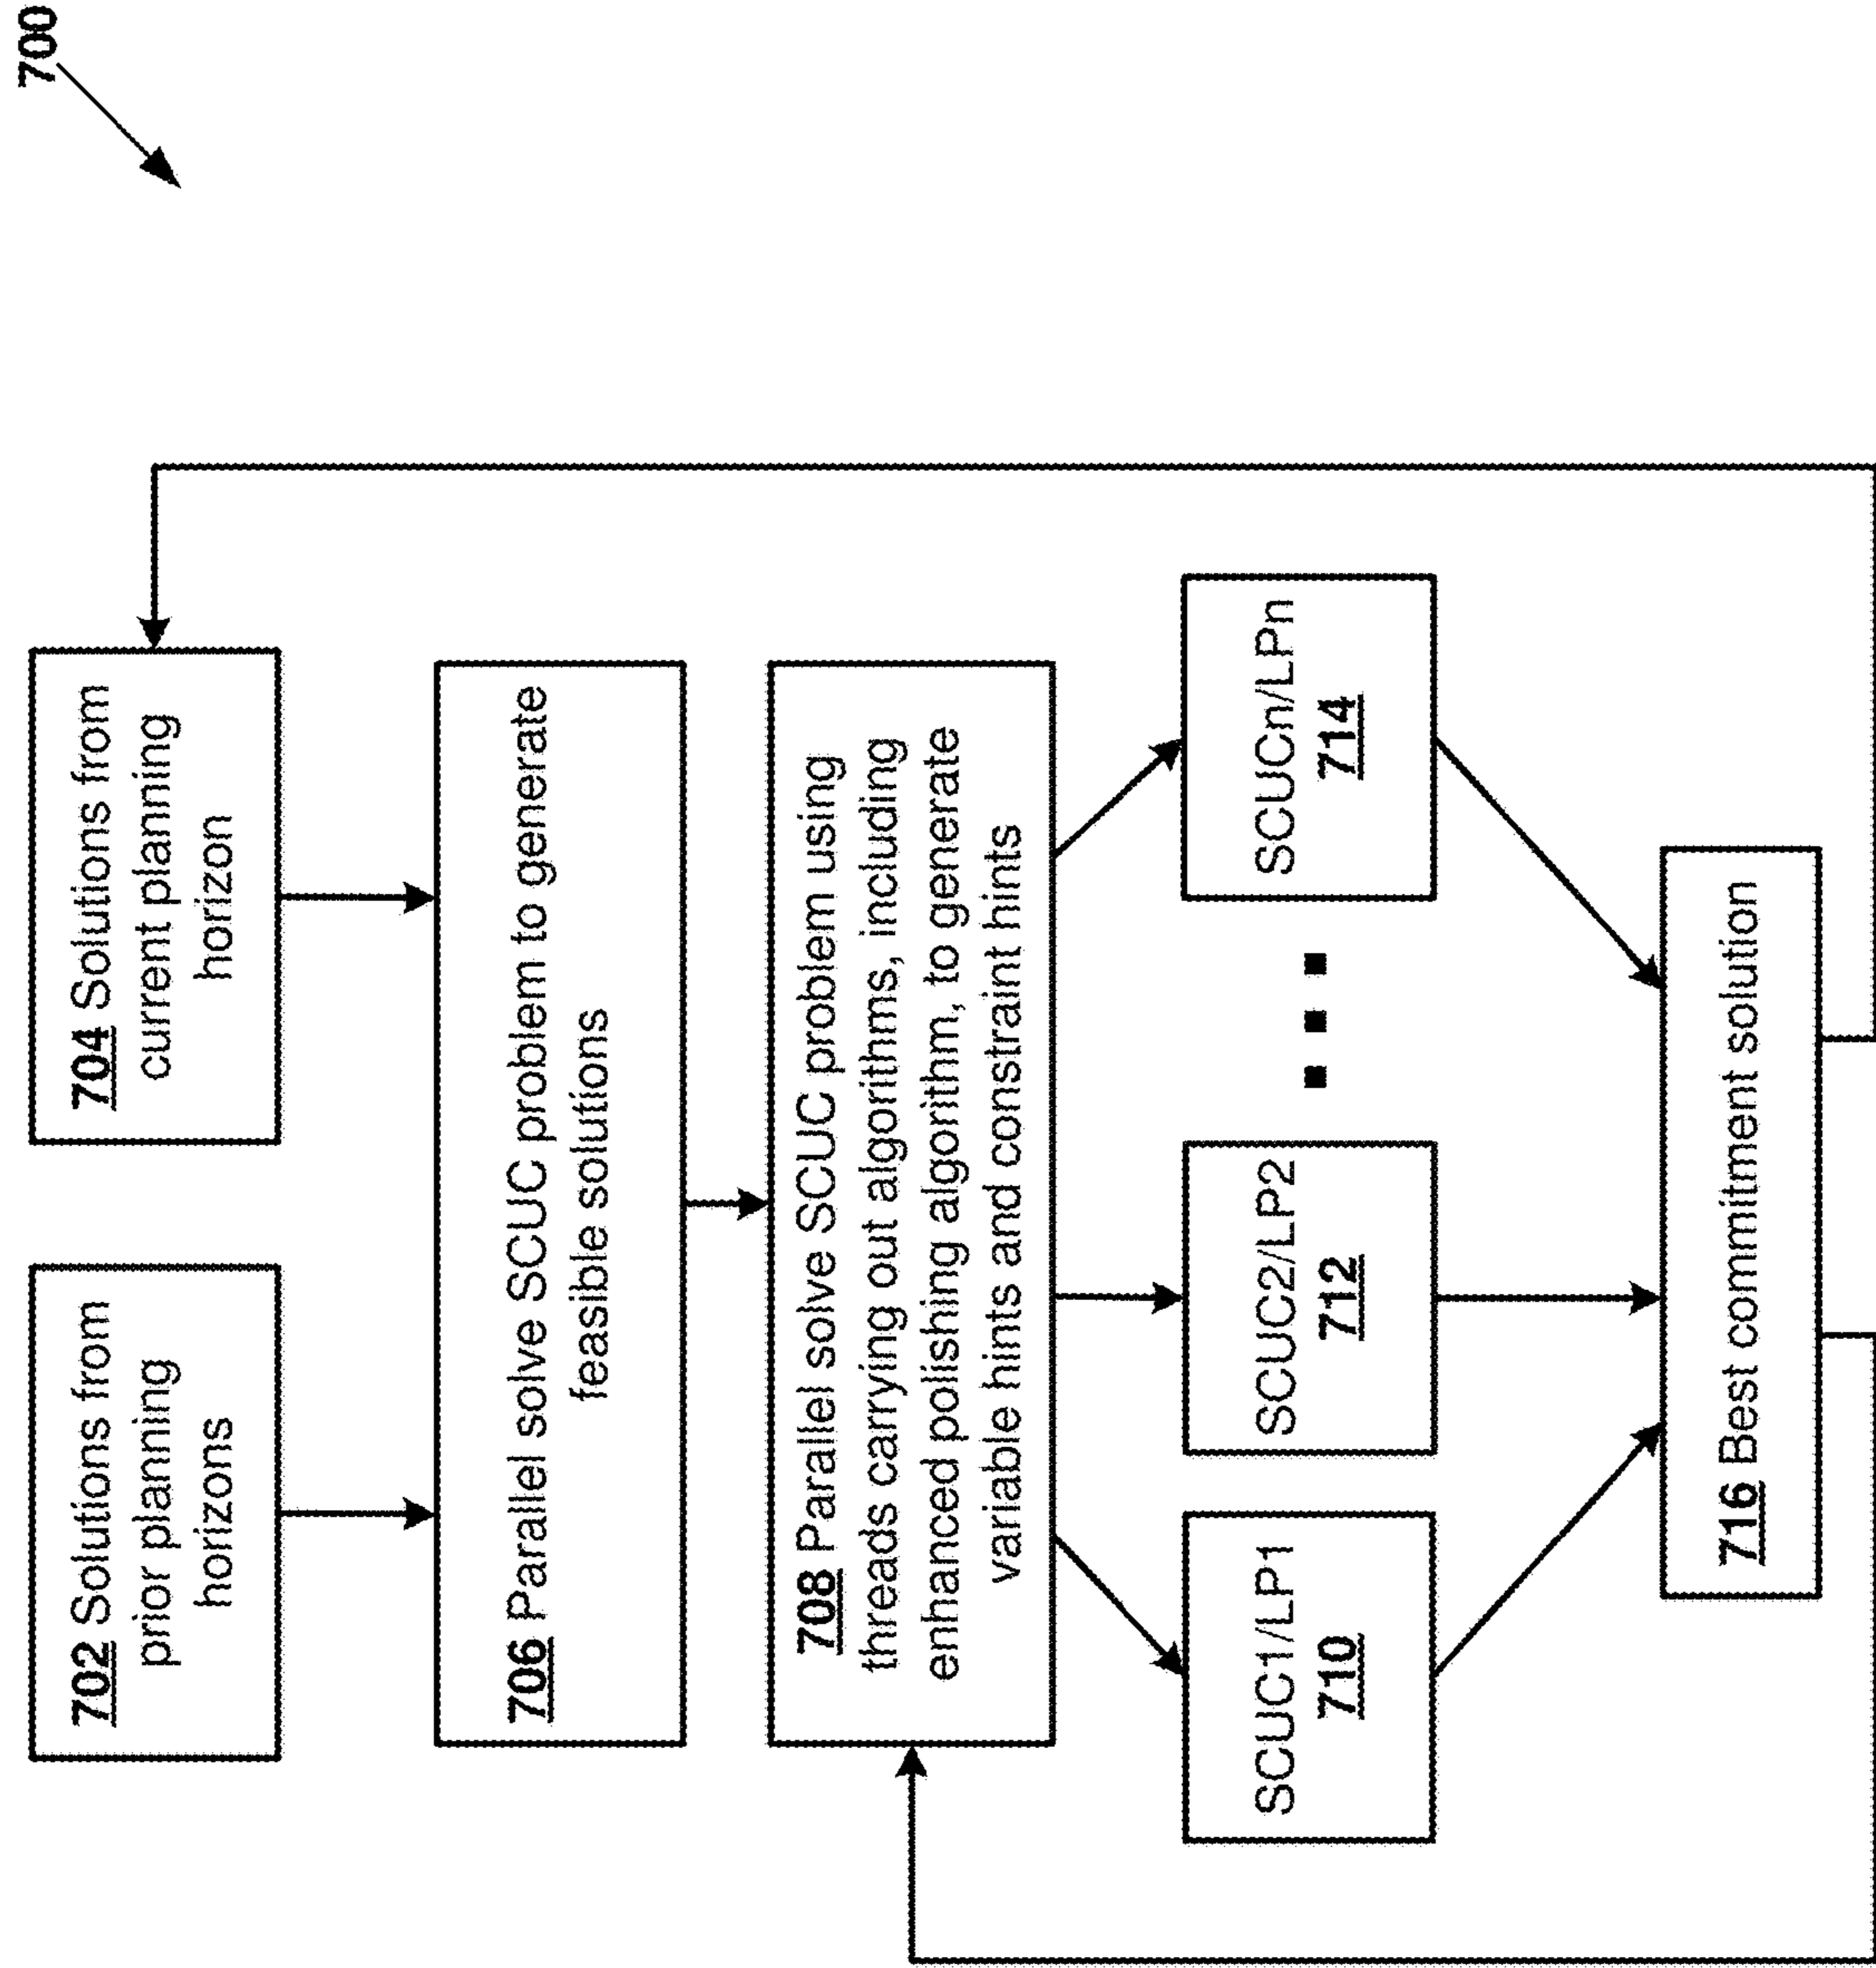 700
702 Solutions from
prior planning
horizons
704 Solutions from
current planning
horizon
706 Parallel solve SCUC problem to generate
feasible solutions
708 Parallel solve SCUC problem using
threads carrying out algorithms, including
enhanced polishing algorithm, to generate
variable hints and constraint hints
SCUC1/LP1
710
SCUC2/LP2
712
SCUCn/LPn
714
716 Best commitment solution